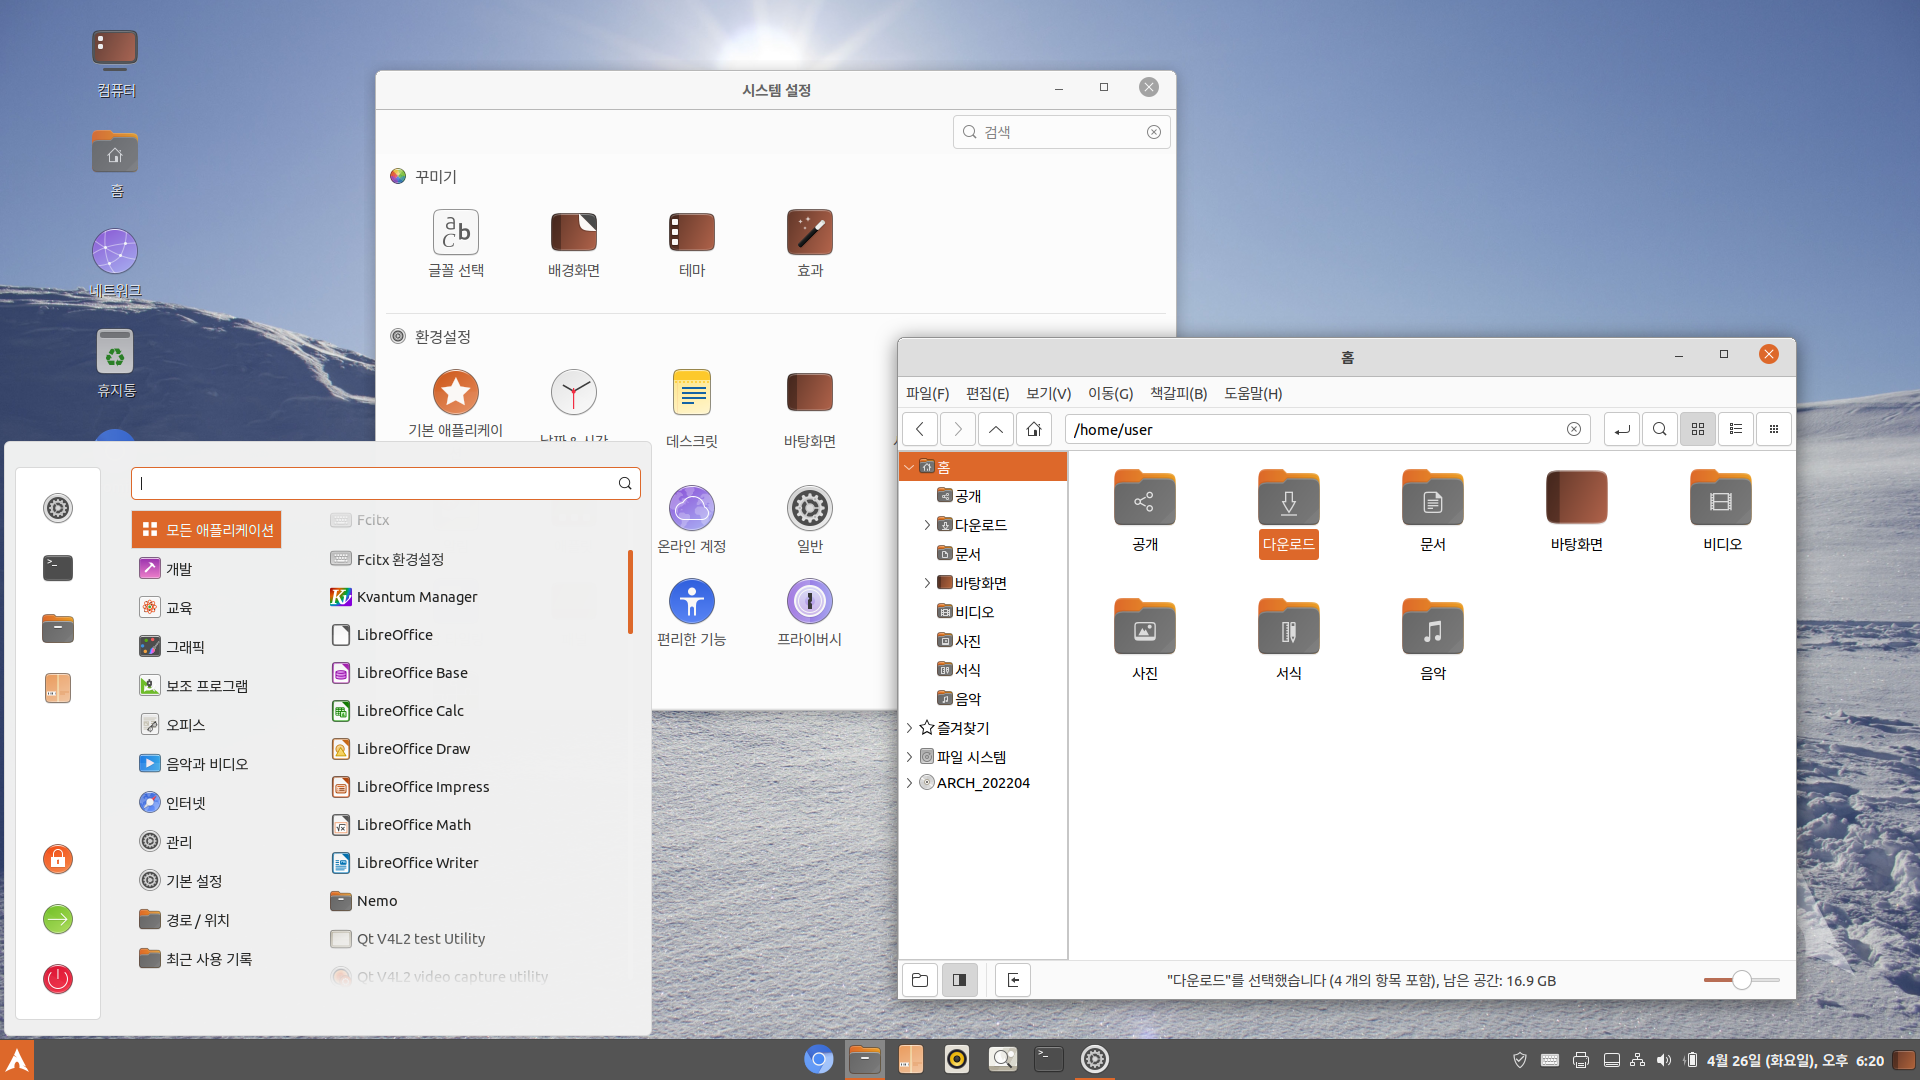 컴퓨터
홈
네트워크
휴지통
시스템 설정
검색
꾸미기
글꼴 선택
배경화면
테마
효과
환경설정
기본 애플리케이
날짜 & 시간
데스크릿
바탕화면
온라인 계정
일반
편리한 기능
프라이버시
모든 애플리케이션
개발
교육
그래픽
보조 프로그램
오피스
음악과 비디오
인터넷
관리
기본 설정
경로 / 위치
최근 사용 기록
Fcitx
Fcitx 환경설정
Kvantum Manager
LibreOffice
LibreOffice Base
LibreOffice Calc
LibreOffice Draw
LibreOffice Impress
LibreOffice Math
LibreOffice Writer
Nemo
Qt V4L2 test Utility
Qt V4L2 video capture utility
홈
파일(F) 편집(E) 보기(V) 이동(G) 책갈피(B) 도움말(H)
/home/user
홈
공개
다운로드
문서
바탕화면
비디오
사진
서식
음악
즐겨찾기
파일 시스템
ARCH_202204
공개
다운로드
문서
바탕화면
비디오
사진
서식
음악
"다운로드"를 선택했습니다 (4 개의 항목 포함), 남은 공간: 16.9 GB
4월 26일 (화요일), 오후 6:20